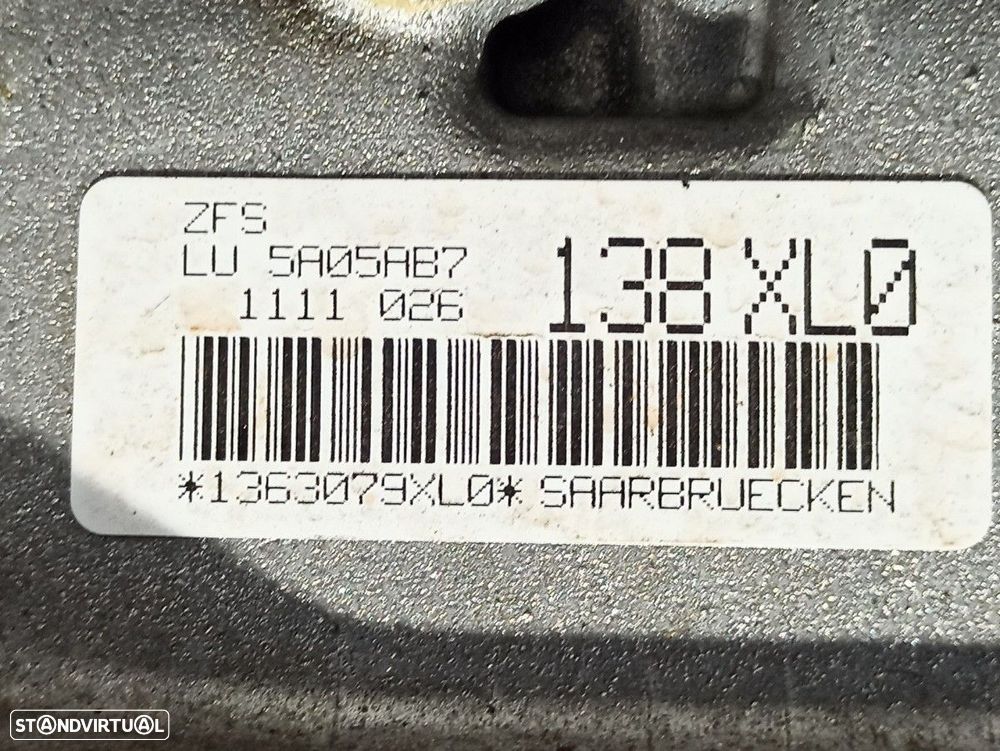 ZFS
LU 5A05AB7
1111 026
138 XL0
*1363079XL0* SAARBRUECKEN
STANDVIRTUAL